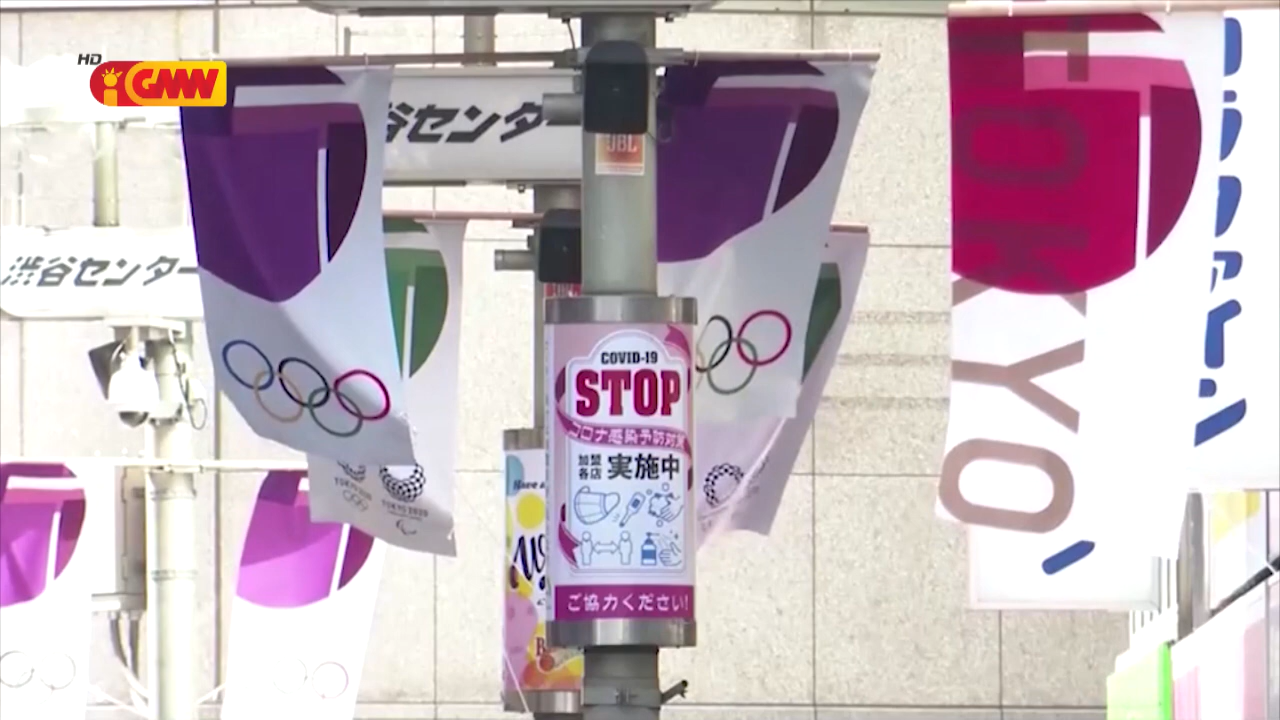 HD
iGMW
谷センター
JBL
渋谷センター
COVID-19
STOP
コロナ感染予防対策
加盟
各店
実施中
ご協力ください!
TOKYO
TOKYO 2020